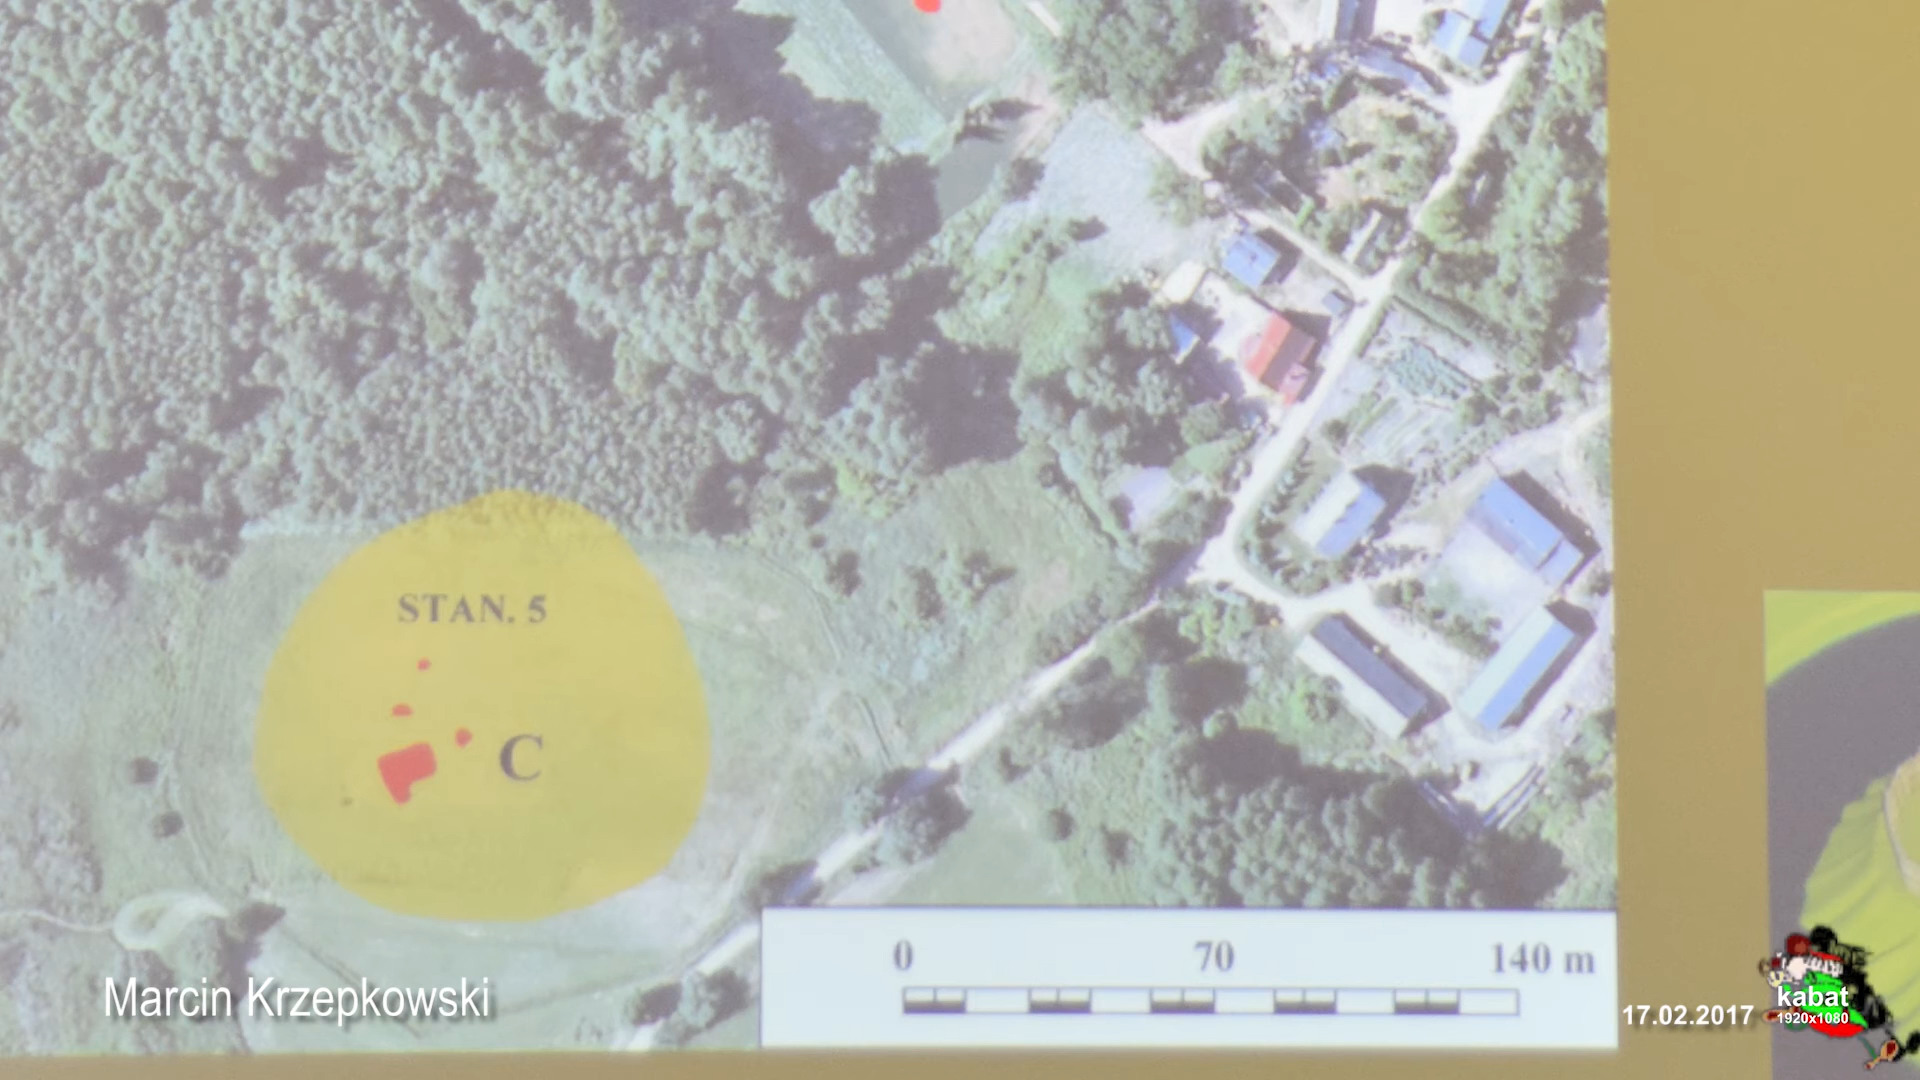 STAN. 5
C
0 70 140 m
Marcin Krzepkowski
17.02.2017
kabat
1920x1080